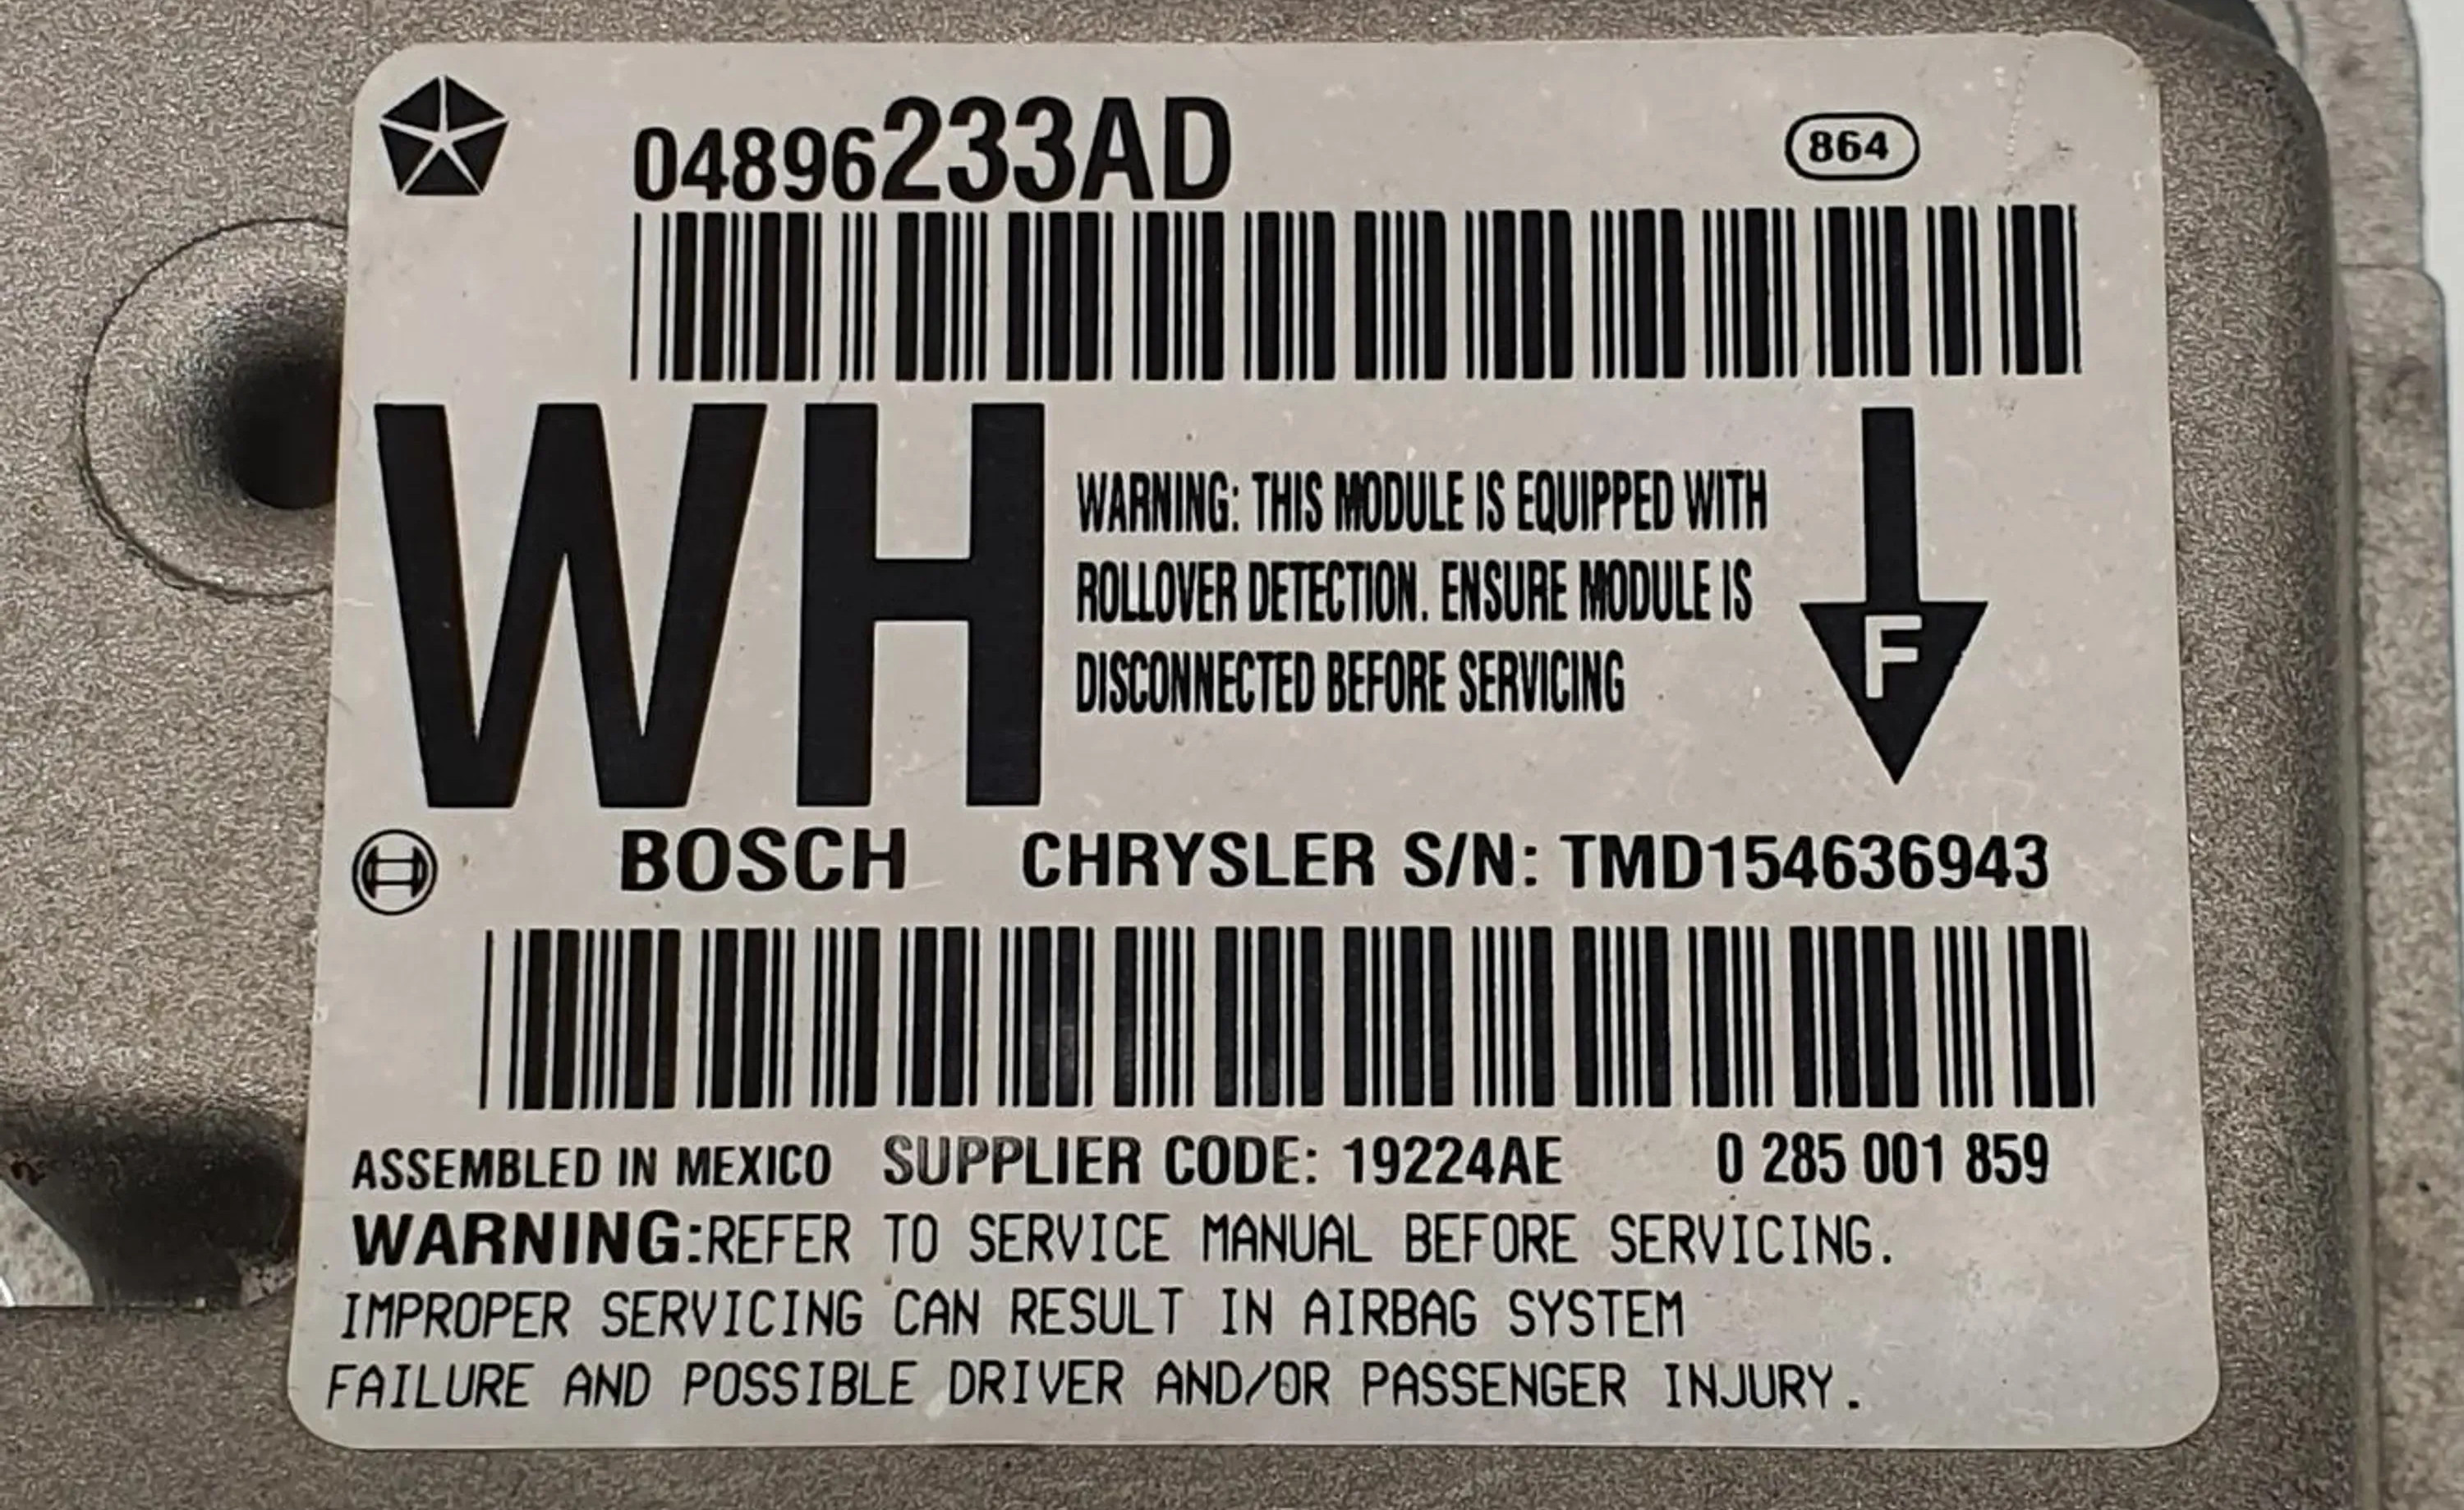 04896233AD
864
WH
WARNING: THIS MODULE IS EQUIPPED WITH
ROLLOVER DETECTION. ENSURE MODULE IS
DISCONNECTED BEFORE SERVICING
F
BOSCH CHRYSLER S/N: TMD154636943
ASSEMBLED IN MEXICO SUPPLIER CODE: 19224AE 0 285 001 859
WARNING:REFER TO SERVICE MANUAL BEFORE SERVICING.
IMPROPER SERVICING CAN RESULT IN AIRBAG SYSTEM
FAILURE AND POSSIBLE DRIVER AND/OR PASSENGER INJURY.